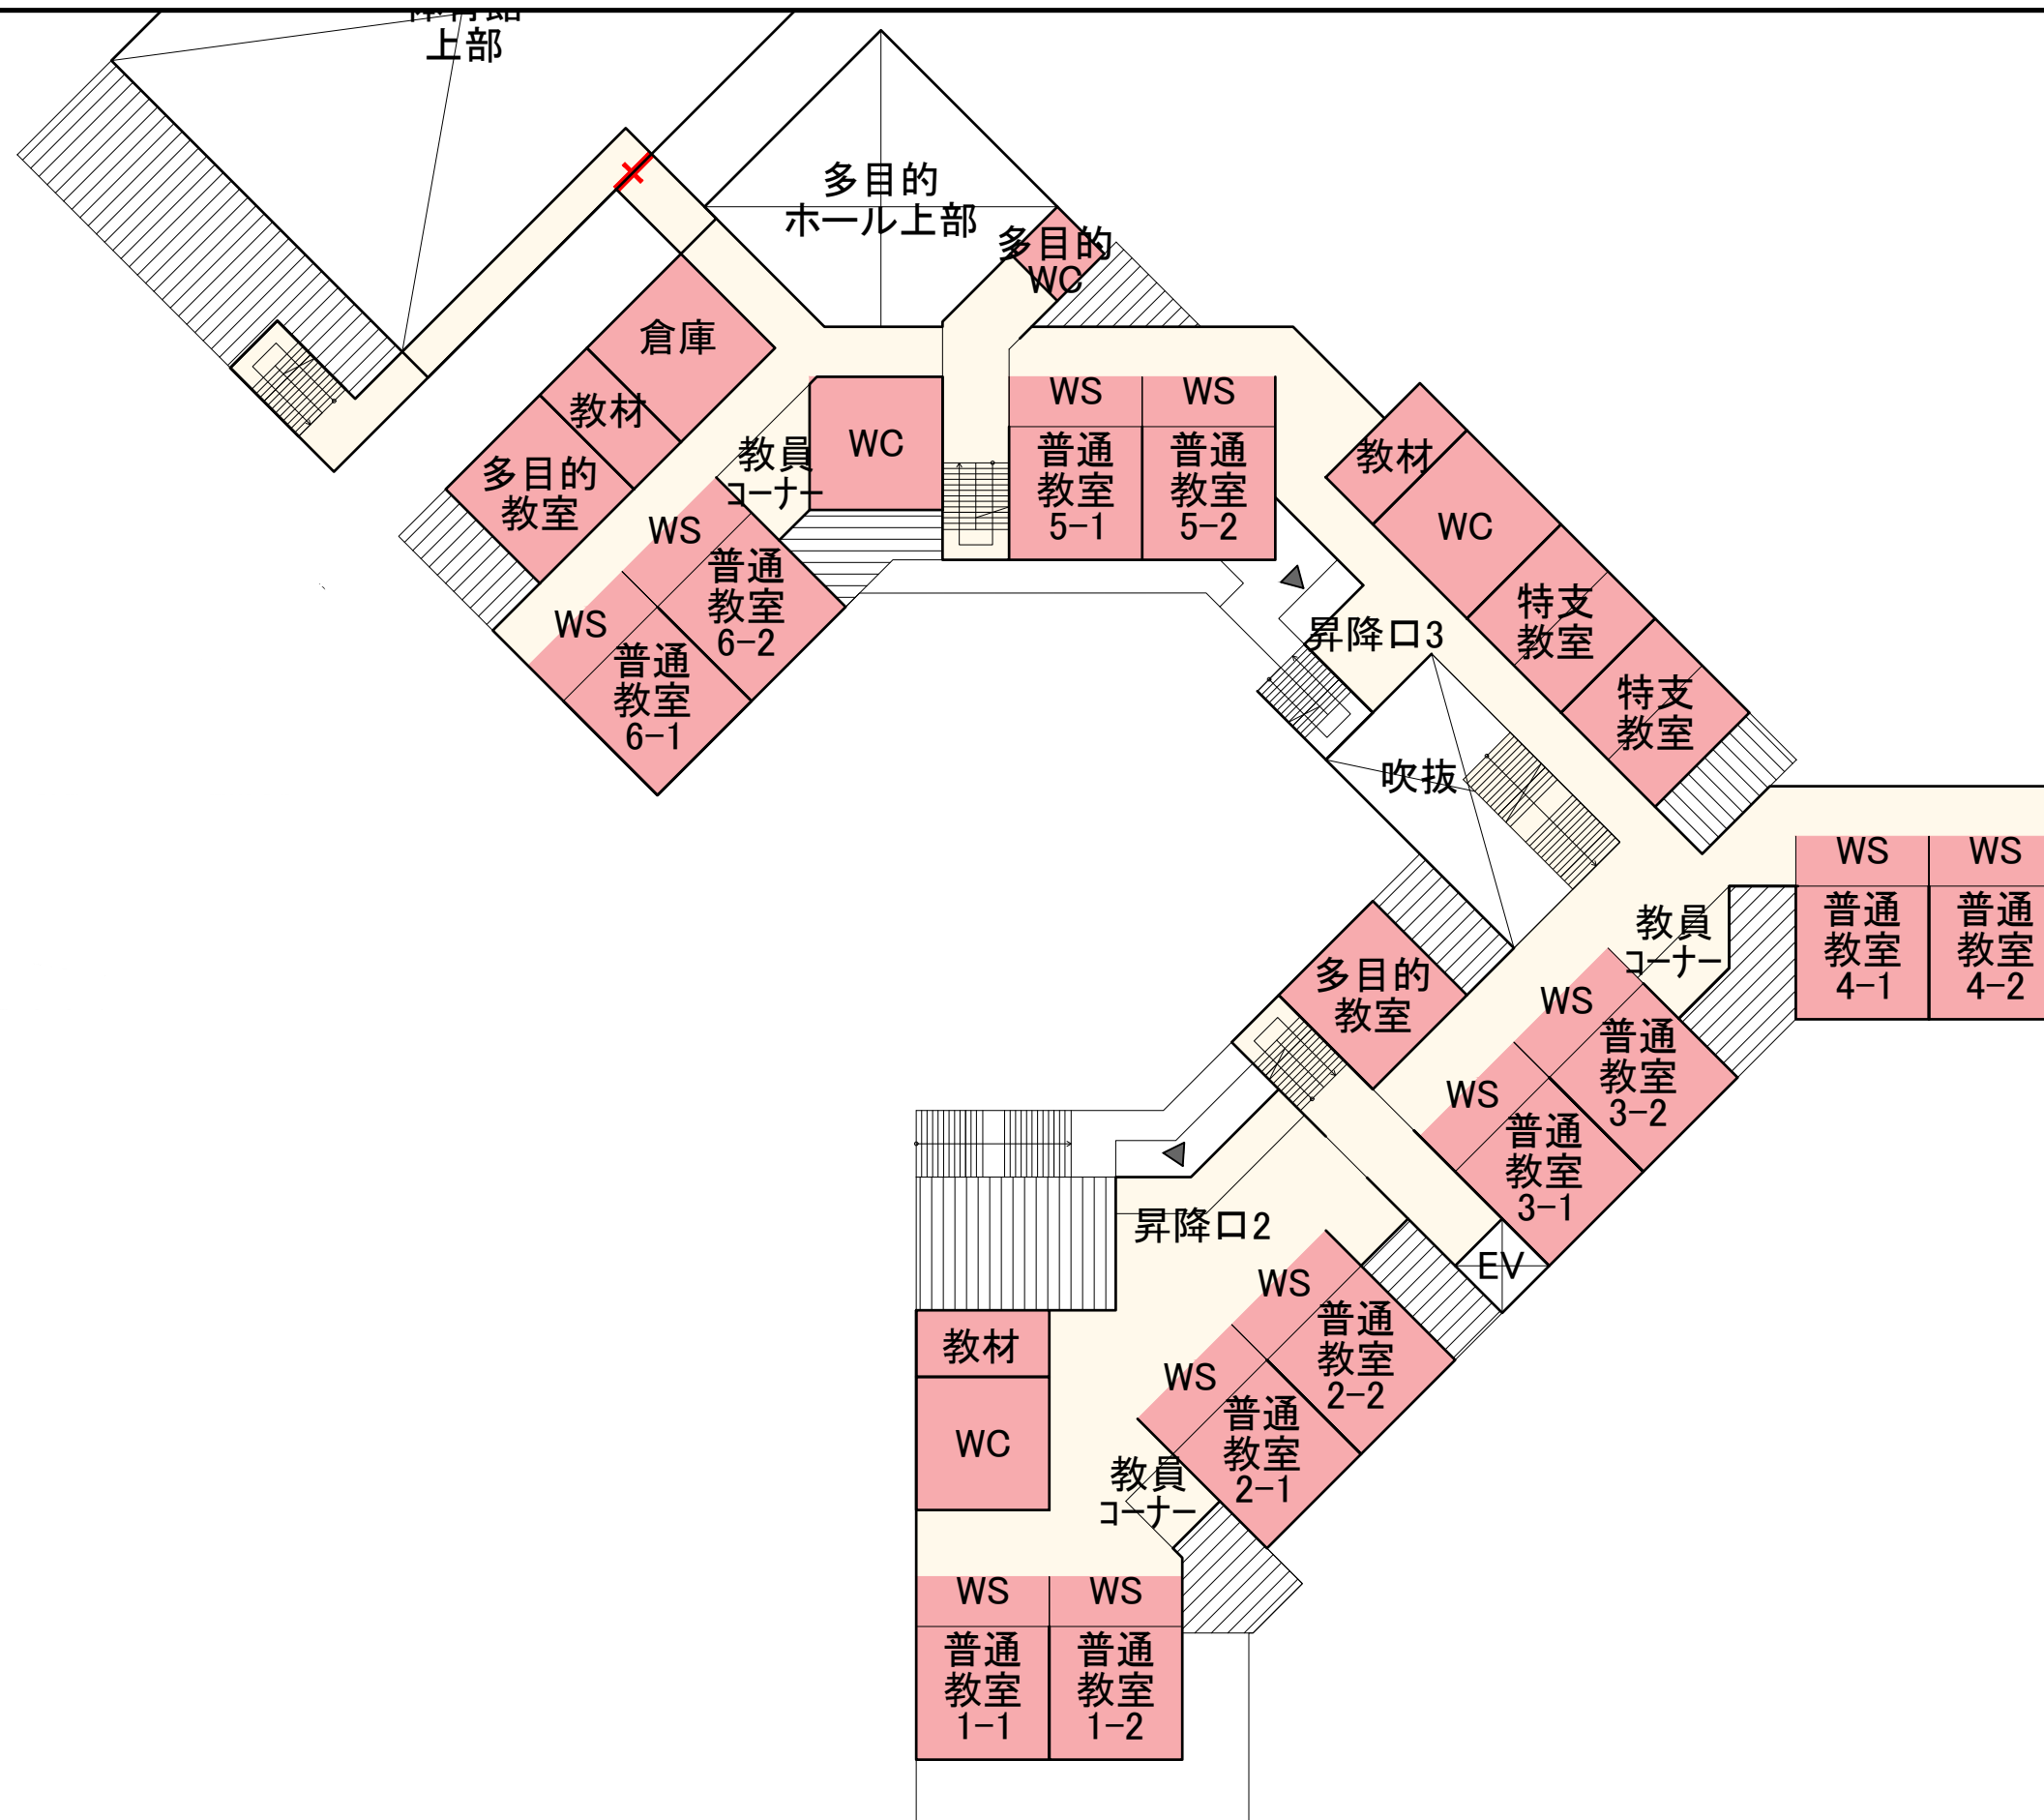 上部
多目的
ホール上部
多目的
WC
倉庫
教材
多目的
教室
教員
コーナー
WC
WS
普通
教室
6-2
WS
普通
教室
6-1
WS
普通
教室
5-1
WS
普通
教室
5-2
教材
WC
特支
教室
特支
教室
昇降口3
吹抜
WS
普通
教室
4-1
WS
普通
教室
4-2
教員
コーナー
WS
普通
教室
3-2
WS
普通
教室
3-1
多目的
教室
EV
昇降口2
WS
普通
教室
2-2
WS
普通
教室
2-1
教材
WC
教員
コーナー
WS
普通
教室
1-1
WS
普通
教室
1-2